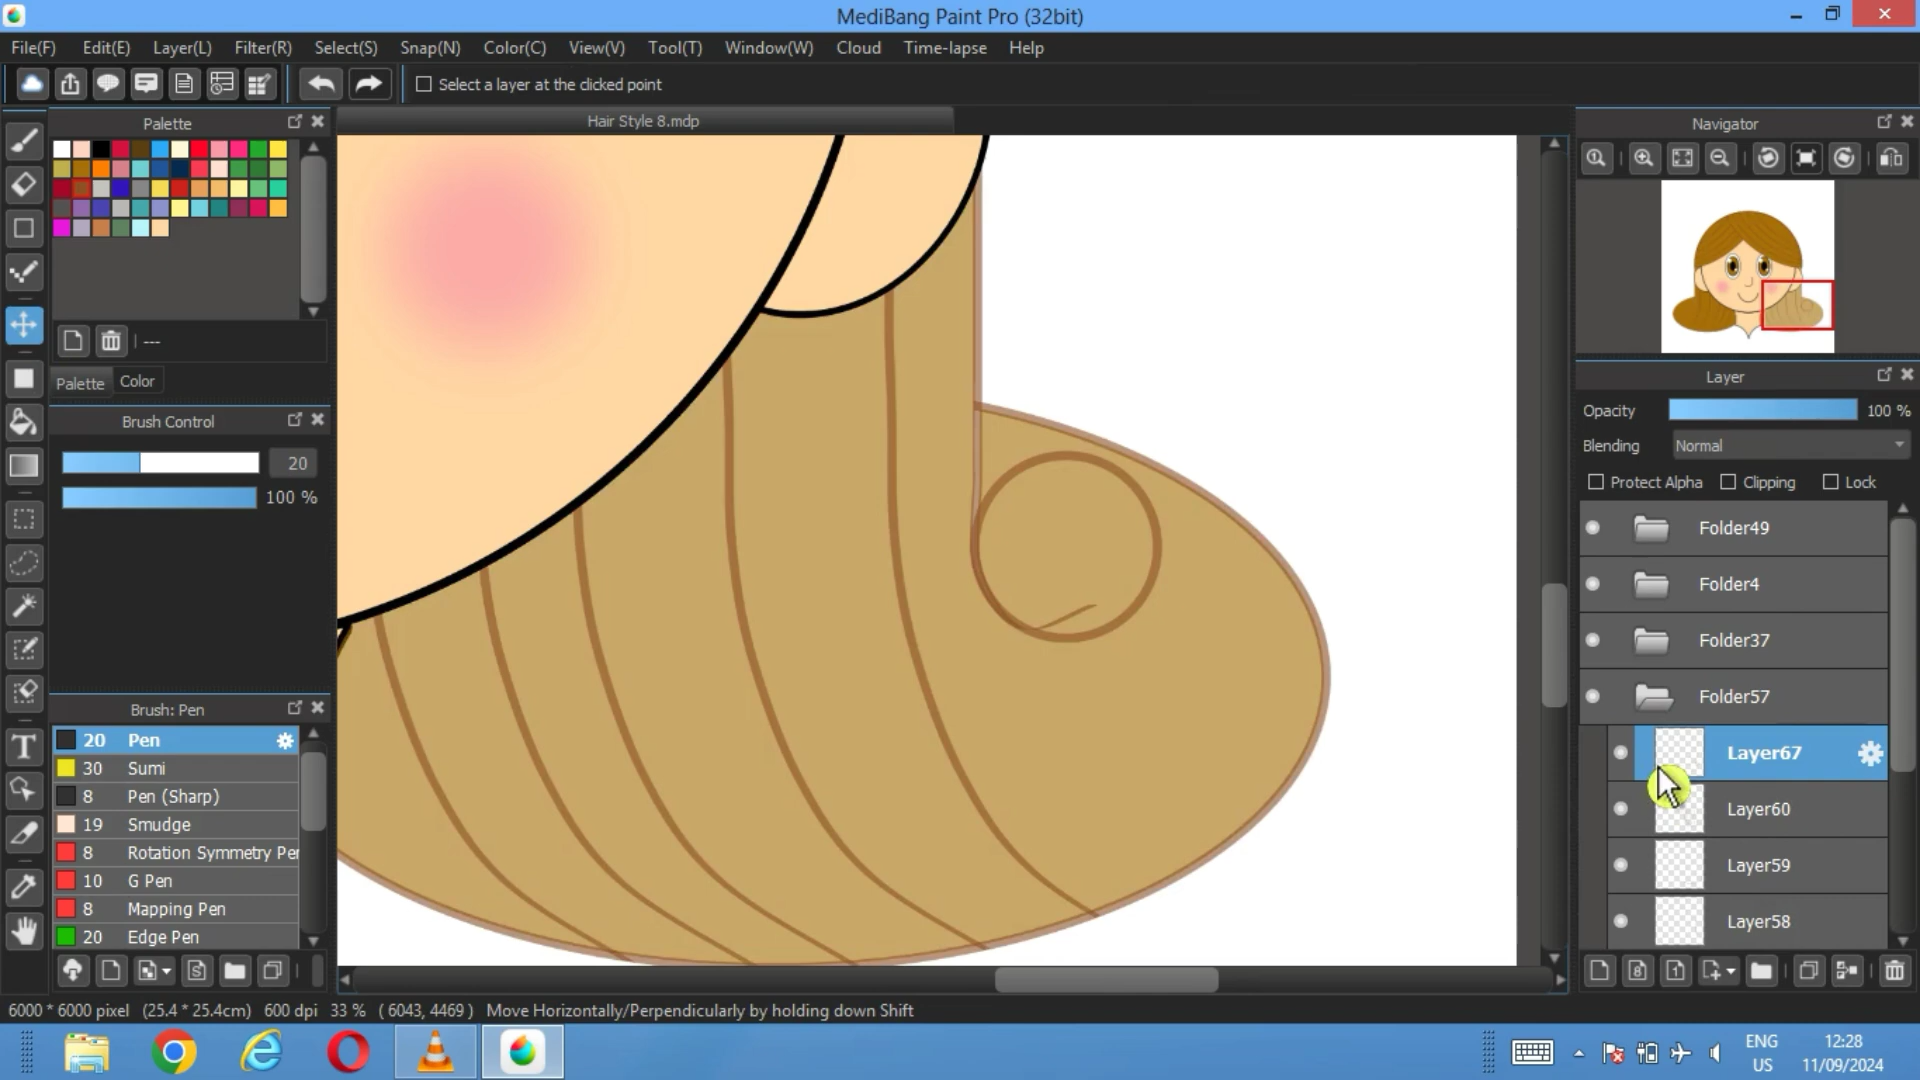 MediBang Paint Pro (32bit)
File(F) Edit(E) Layer(L) Filter(R) Select(S) Snap(N) Color(C) View(V) Tool(T) Window(W) Cloud Time-lapse Help
Select a layer at the clicked point
Palette
Hair Style 8.mdp
Navigator
---
Palette Color
Brush Control
20
100 %
Brush: Pen
20 Pen
30 Sumi
8 Pen (Sharp)
19 Smudge
8 Rotation Symmetry Per
10 G Pen
8 Mapping Pen
20 Edge Pen
Layer
Opacity 100 %
Blending Normal
Protect Alpha Clipping Lock
Folder49
Folder4
Folder37
Folder57
Layer67
Layer60
Layer59
Layer58
6000 * 6000 pixel (25.4 * 25.4cm) 600 dpi 33 % ( 6043, 4469 ) Move Horizontally/Perpendicularly by holding down Shift
ENG
US
12:28
11/09/2024